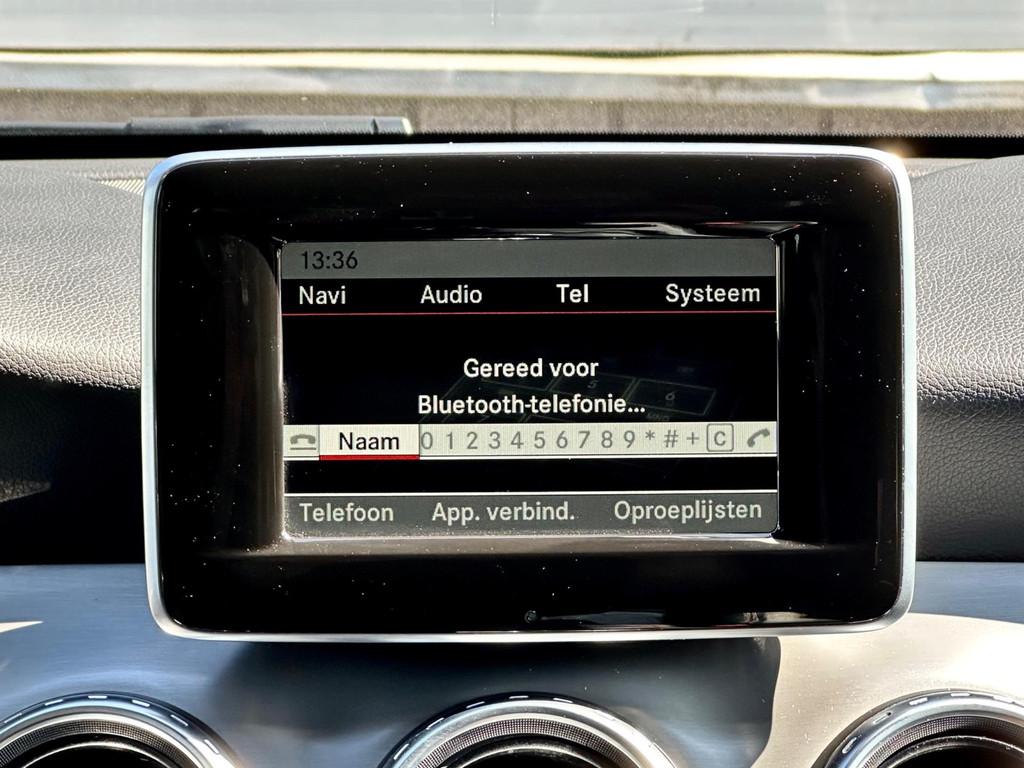 13:36
Navi Audio Tel Systeem
Gereed voor
Bluetooth-telefonie...
Naam 0 1 2 3 4 5 6 7 8 9 * # + C
Telefoon App. verbind. Oproeplijsten